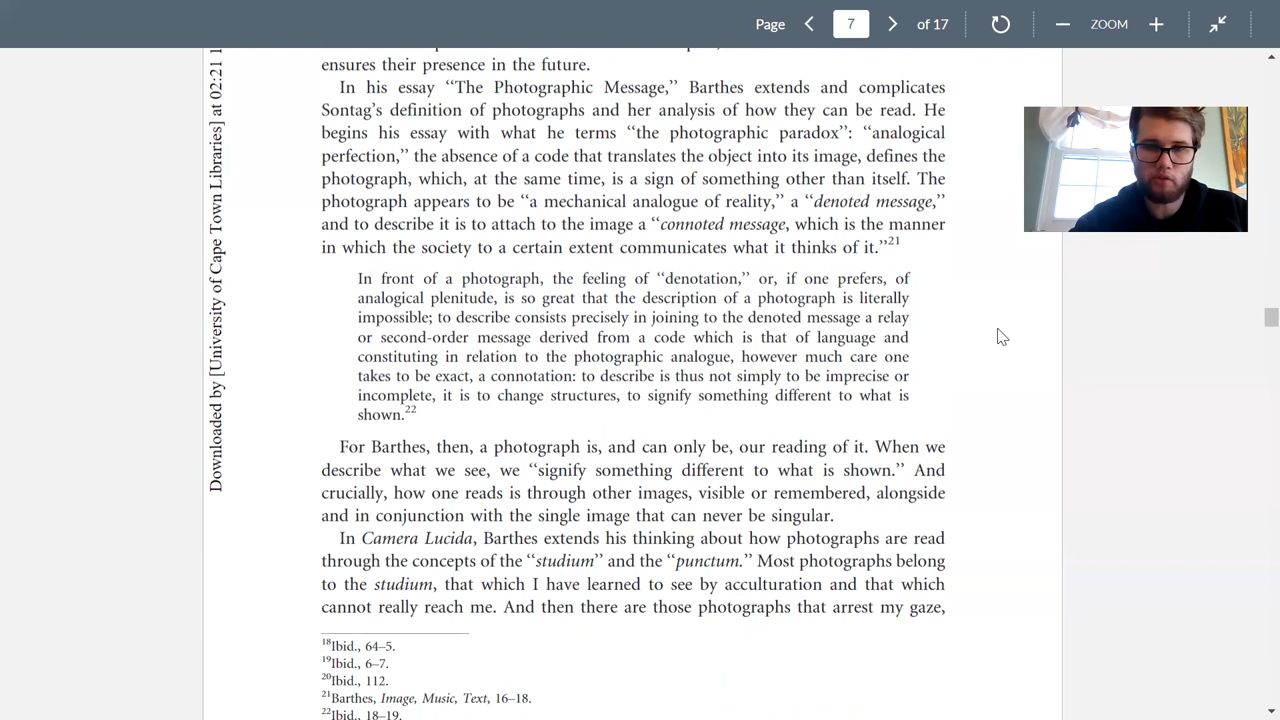 Page 7 of 17 ZOOM
ensures their presence in the future.
In his essay ‘‘The Photographic Message,’’ Barthes extends and complicates
Sontag’s definition of photographs and her analysis of how they can be read. He
begins his essay with what he terms ‘‘the photographic paradox’’: ‘‘analogical
perfection,’’ the absence of a code that translates the object into its image, defines the
photograph, which, at the same time, is a sign of something other than itself. The
photograph appears to be ‘‘a mechanical analogue of reality,’’ a ‘‘denoted message,’’
and to describe it is to attach to the image a ‘‘connoted message, which is the manner
in which the society to a certain extent communicates what it thinks of it.’’21
In front of a photograph, the feeling of ‘‘denotation,’’ or, if one prefers, of
analogical plenitude, is so great that the description of a photograph is literally
impossible; to describe consists precisely in joining to the denoted message a relay
or second-order message derived from a code which is that of language and
constituting in relation to the photographic analogue, however much care one
takes to be exact, a connotation: to describe is thus not simply to be imprecise or
incomplete, it is to change structures, to signify something different to what is
shown.22
For Barthes, then, a photograph is, and can only be, our reading of it. When we
describe what we see, we ‘‘signify something different to what is shown.’’ And
crucially, how one reads is through other images, visible or remembered, alongside
and in conjunction with the single image that can never be singular.
In Camera Lucida, Barthes extends his thinking about how photographs are read
through the concepts of the ‘‘studium’’ and the ‘‘punctum.’’ Most photographs belong
to the studium, that which I have learned to see by acculturation and that which
cannot really reach me. And then there are those photographs that arrest my gaze,
18Ibid., 64–5.
19Ibid., 6–7.
20Ibid., 112.
21Barthes, Image, Music, Text, 16–18.
22Ibid., 18–19.
Downloaded by [University of Cape Town Libraries] at 02:21 1